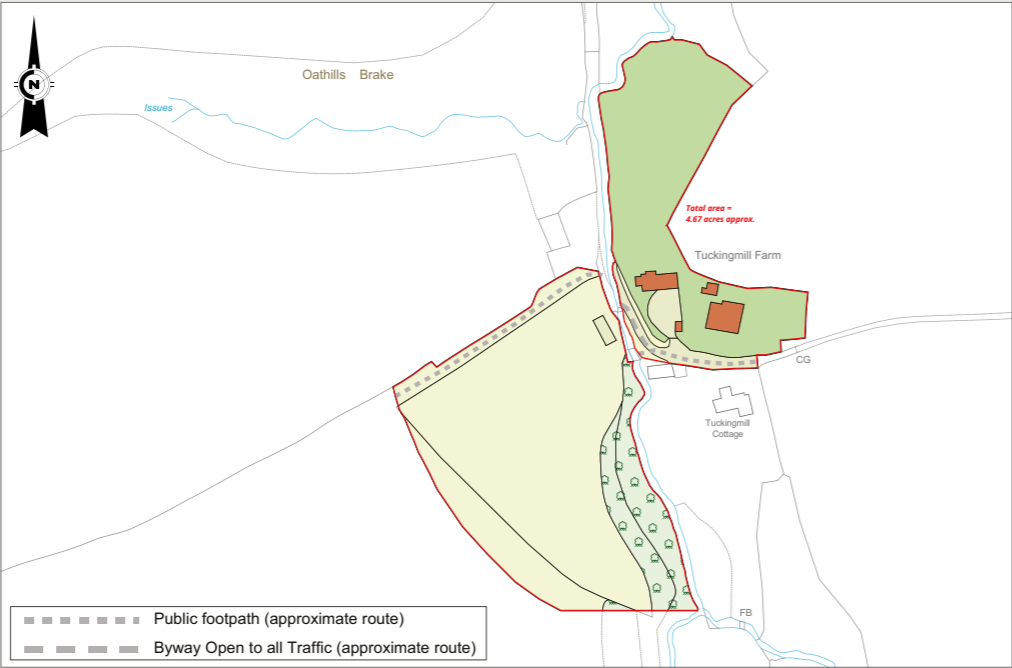 Oathills Brake
N
Issues
Total area =
4.67 acres approx.
Tuckingmill Farm
CG
Tuckingmill
Cottage
FB
Public footpath (approximate route)
Byway Open to all Traffic (approximate route)